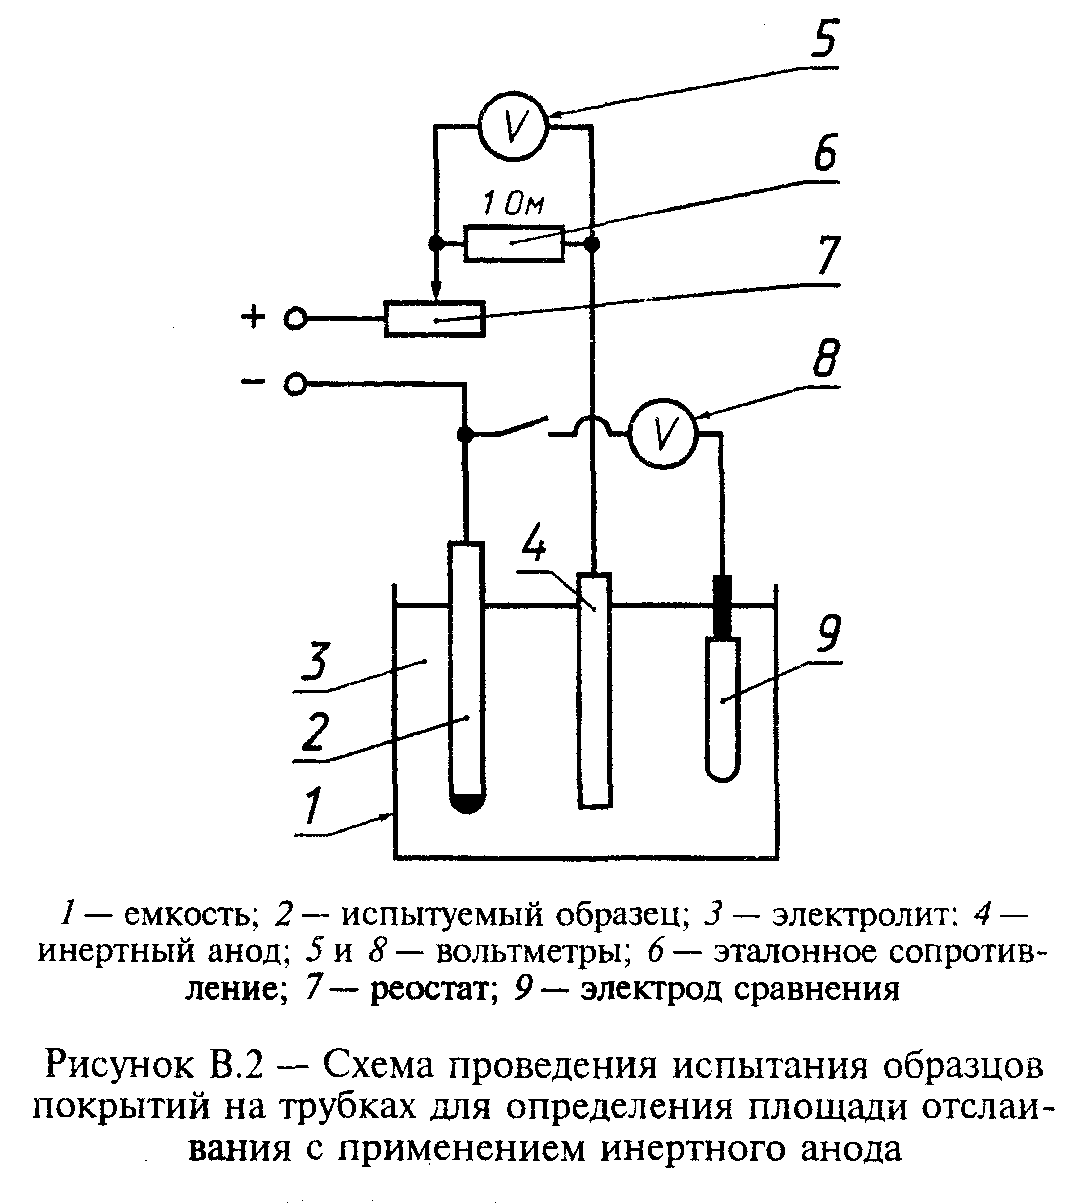 5
V
6
1 Ом
7
+
−
8
V
4
3
9
2
1
1 — емкость; 2 — испытуемый образец; 3 — электролит: 4 —
инертный анод; 5 и 8 — вольтметры; 6 — эталонное сопротив-
ление; 7 — реостат; 9 — электрод сравнения
Рисунок В.2 — Схема проведения испытания образцов
покрытий на трубках для определения площади отслаи-
вания с применением инертного анода